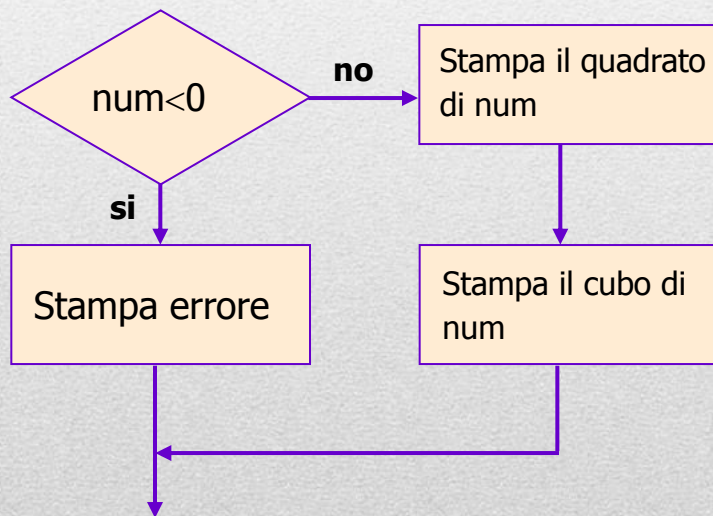 num<0
no
Stampa il quadrato
di num
si
Stampa errore
Stampa il cubo di
num